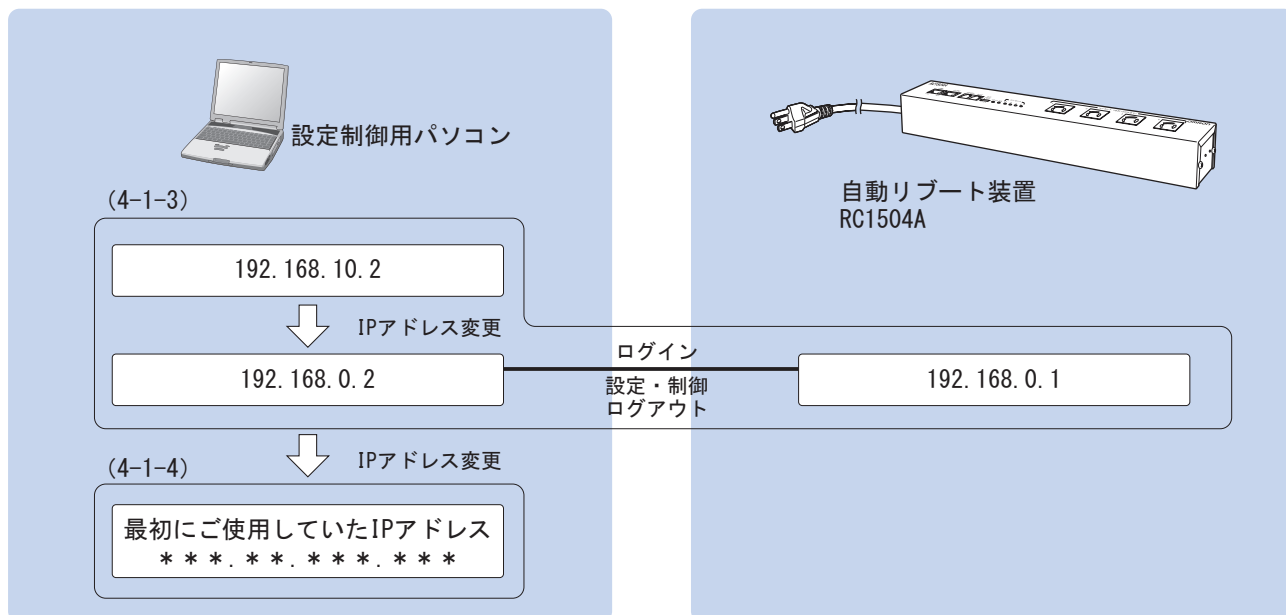 設定制御用パソコン
自動リブート装置
RC1504A
(4-1-3)
192.168.10.2
IPアドレス変更
192.168.0.2
ログイン
設定・制御
ログアウト
192.168.0.1
IPアドレス変更
(4-1-4)
最初にご使用していたIPアドレス
***.**.***.***